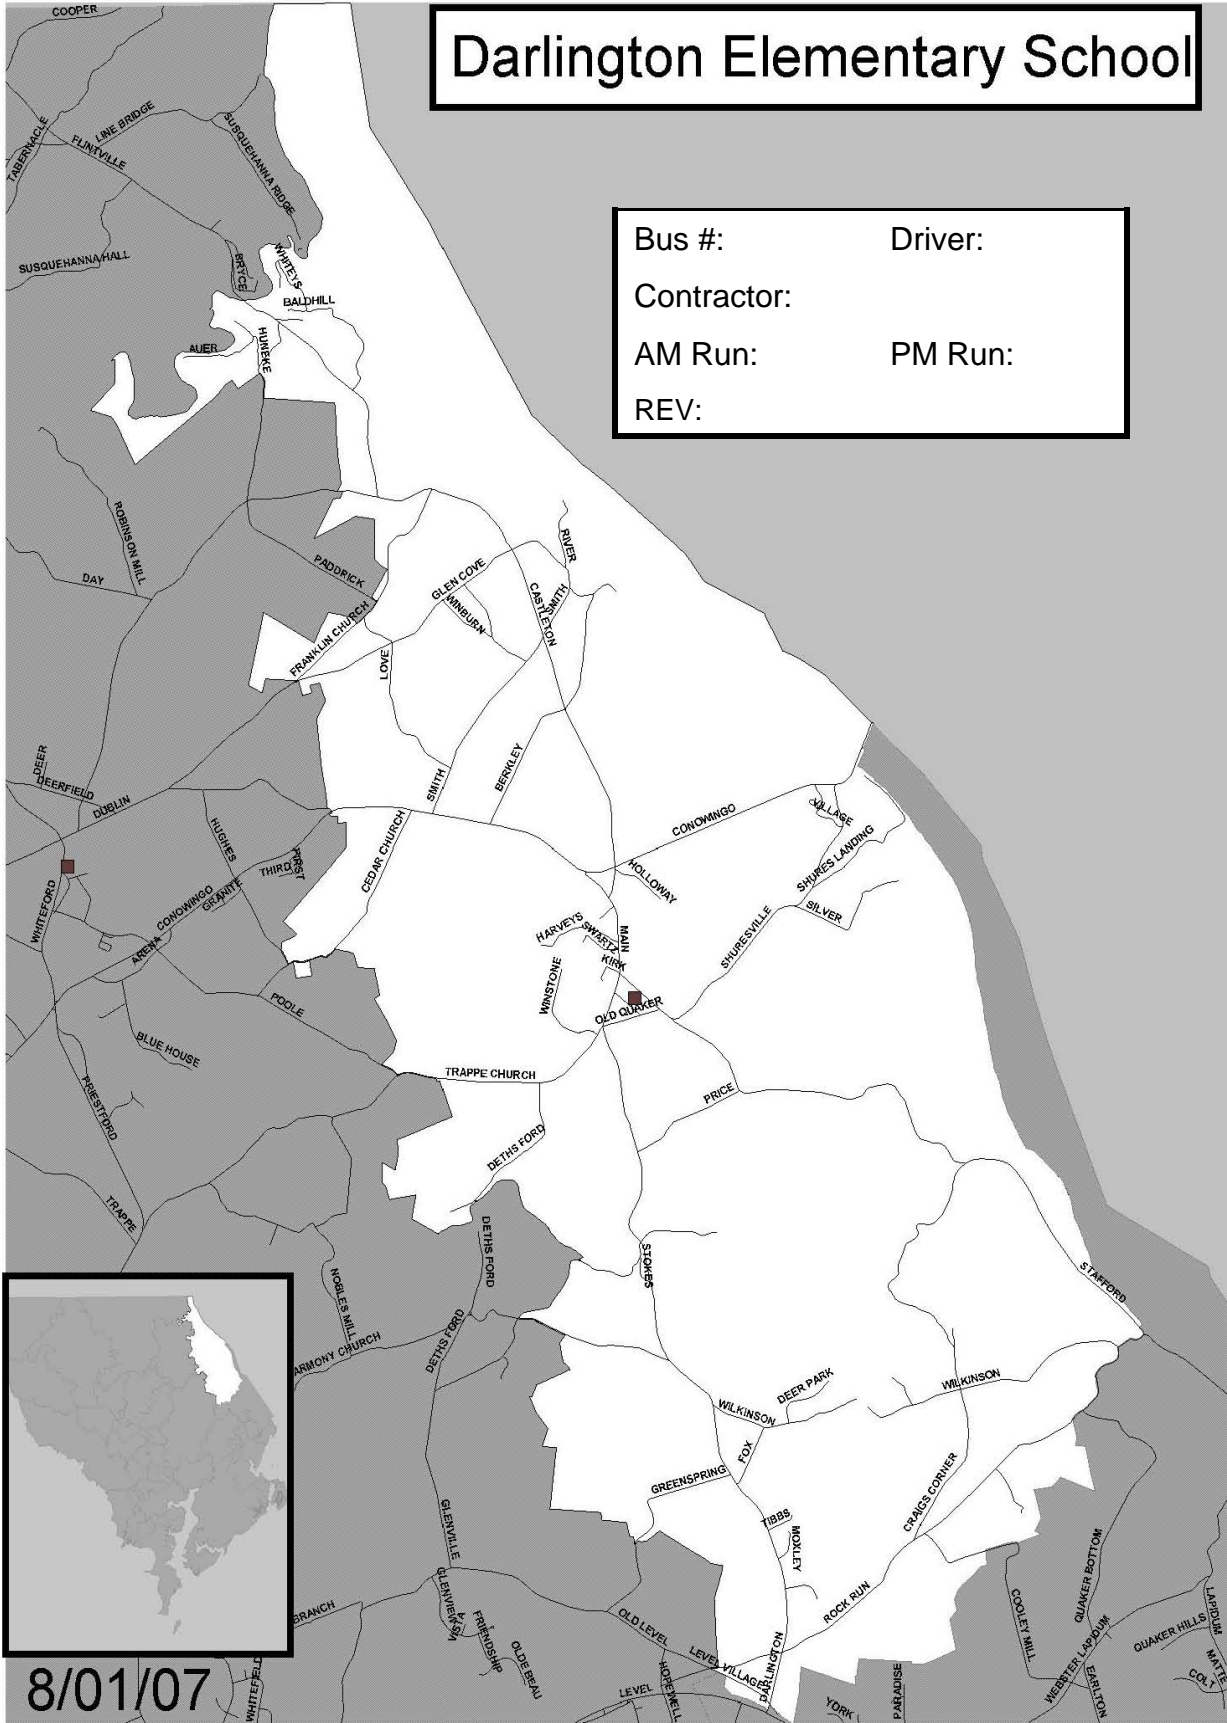 Darlington Elementary School
Bus #: Driver:
Contractor:
AM Run: PM Run:
REV:
COOPER
TABERNACLE
LINE BRIDGE
FLINTVILLE
SUSQUEHANNA RIDGE
SUSQUEHANNA HALL
BRYCE
WHITEYS
BALDHILL
AUER
HUNEKE
ROBINSON MILL
DAY
PADDRICK
GLEN COVE
WINBURN
RIVER
SMITH
CASTLETON
FRANKLIN CHURCH
LOVE
DEER
DEERFIELD
DUBLIN
SMITH
BERKLEY
CONOWINGO
VILLAGE
HUGHES
CEDAR CHURCH
THIRD
FIRST
GRANITE
CONOWINGO
WHITEFORD
ARENA
HOLLOWAY
SHURES LANDING
SILVER
SHURESVILLE
HARVEYS
SWARTZ
MAIN
KIRK
WINSTONE
OLD QUAKER
POOLE
BLUE HOUSE
TRAPPE CHURCH
PRICE
PRIESTFORD
DETHS FORD
TRAPPE
DETHS FORD
STOKES
STAFFORD
NOBLES MILL
ARMONY CHURCH
DETHS FORD
WILKINSON
DEER PARK
WILKINSON
FOX
GREENSPRING
TIBBS
MOXLEY
CRAIGS CORNER
GLENVILLE
ROCK RUN
QUAKER BOTTOM
COOLEY MILL
BRANCH
GLENVIEW
VISTA
FRIENDSHIP
OLDE BEAU
OLD LEVEL
LEVEL VILLAGE
DARLINGTON
HOPEWELL
LEVEL
YORK
PARADISE
WEBSTER LAPIDUM
EARLTON
QUAKER HILLS
LAPIDUM
MATTE
COLT
WHITEFIELD
8/01/07